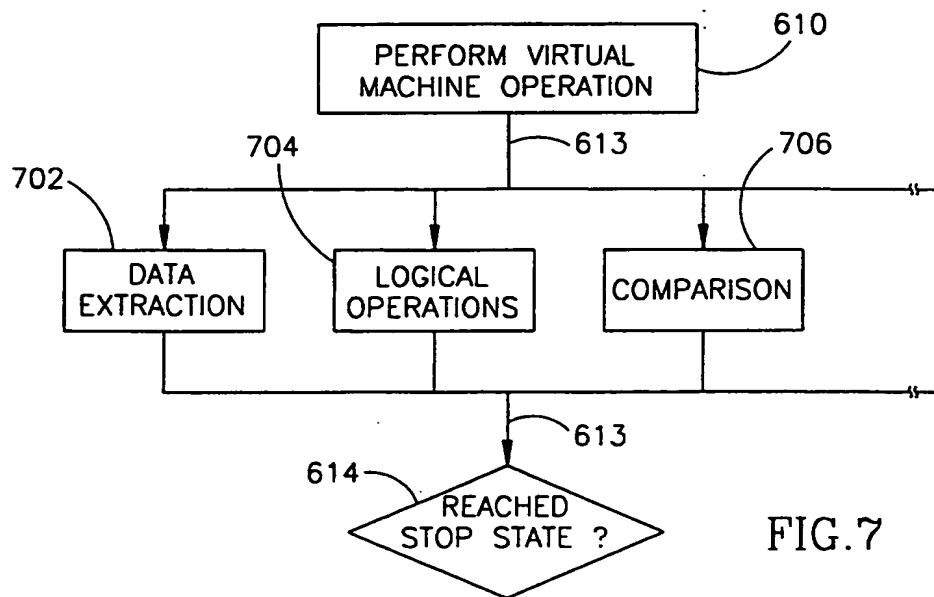 610
PERFORM VIRTUAL
MACHINE OPERATION
613
704
706
702
DATA
EXTRACTION
LOGICAL
OPERATIONS
COMPARISON
613
614
REACHED
STOP STATE ?
FIG.7